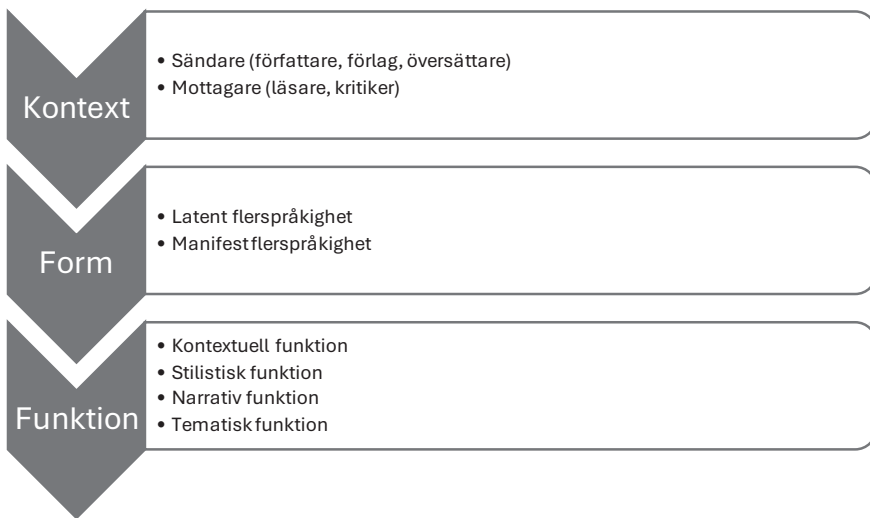 Kontext
• Sändare (författare, förlag, översättare)
• Mottagare (läsare, kritiker)
Form
• Latent flerspråkighet
• Manifest flerspråkighet
Funktion
• Kontextuell funktion
• Stilistisk funktion
• Narrativ funktion
• Tematisk funktion